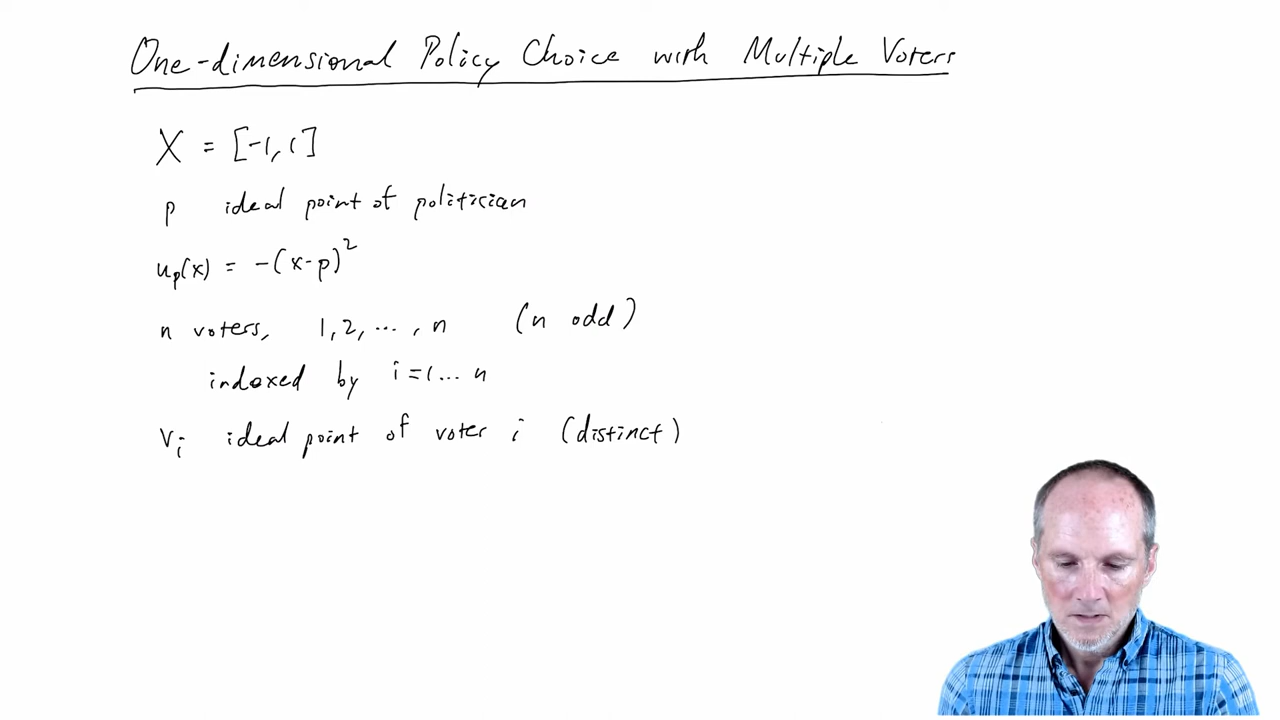 One-dimensional Policy Choice with Multiple Voters
X = [-1, 1]
p ideal point of politician
u_p(x) = -(x-p)^2
n voters, 1, 2, ... , n (n odd)
indexed by i = 1 ... n
v_i ideal point of voter i (distinct)